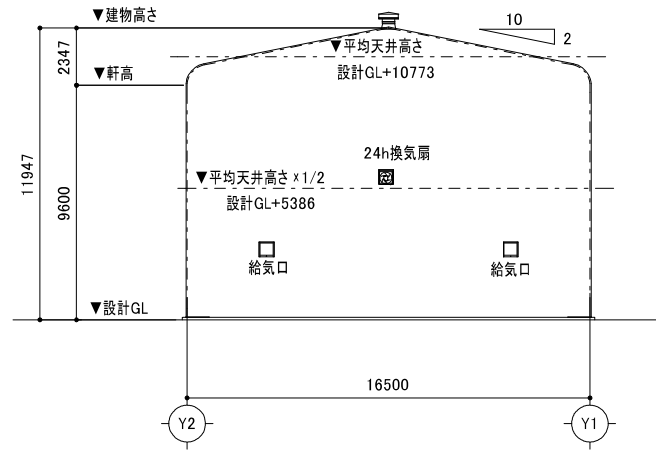 ▼建物高さ
10
2
▼平均天井高さ
設計GL+10773
2347
▼軒高
24h換気扇
11947
9600
▼平均天井高さ×1/2
設計GL+5386
給気口
給気口
▼設計GL
16500
Y2
Y1